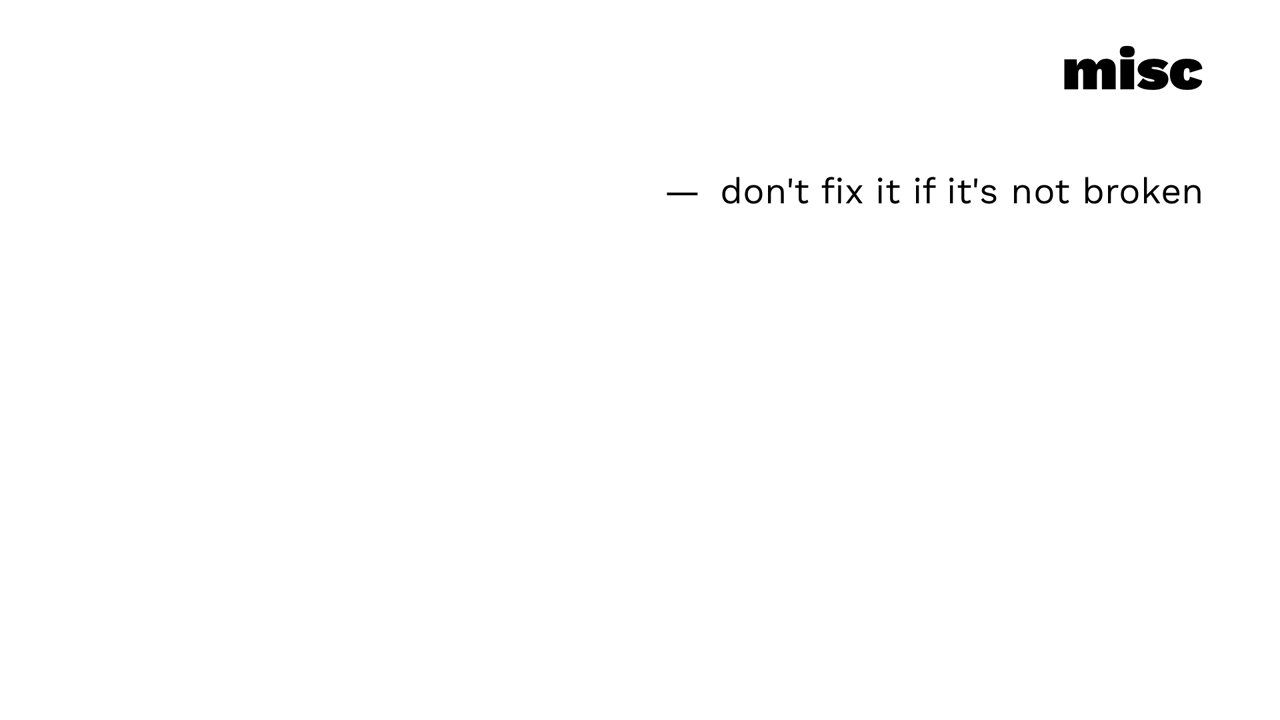 misc
— don't fix it if it's not broken